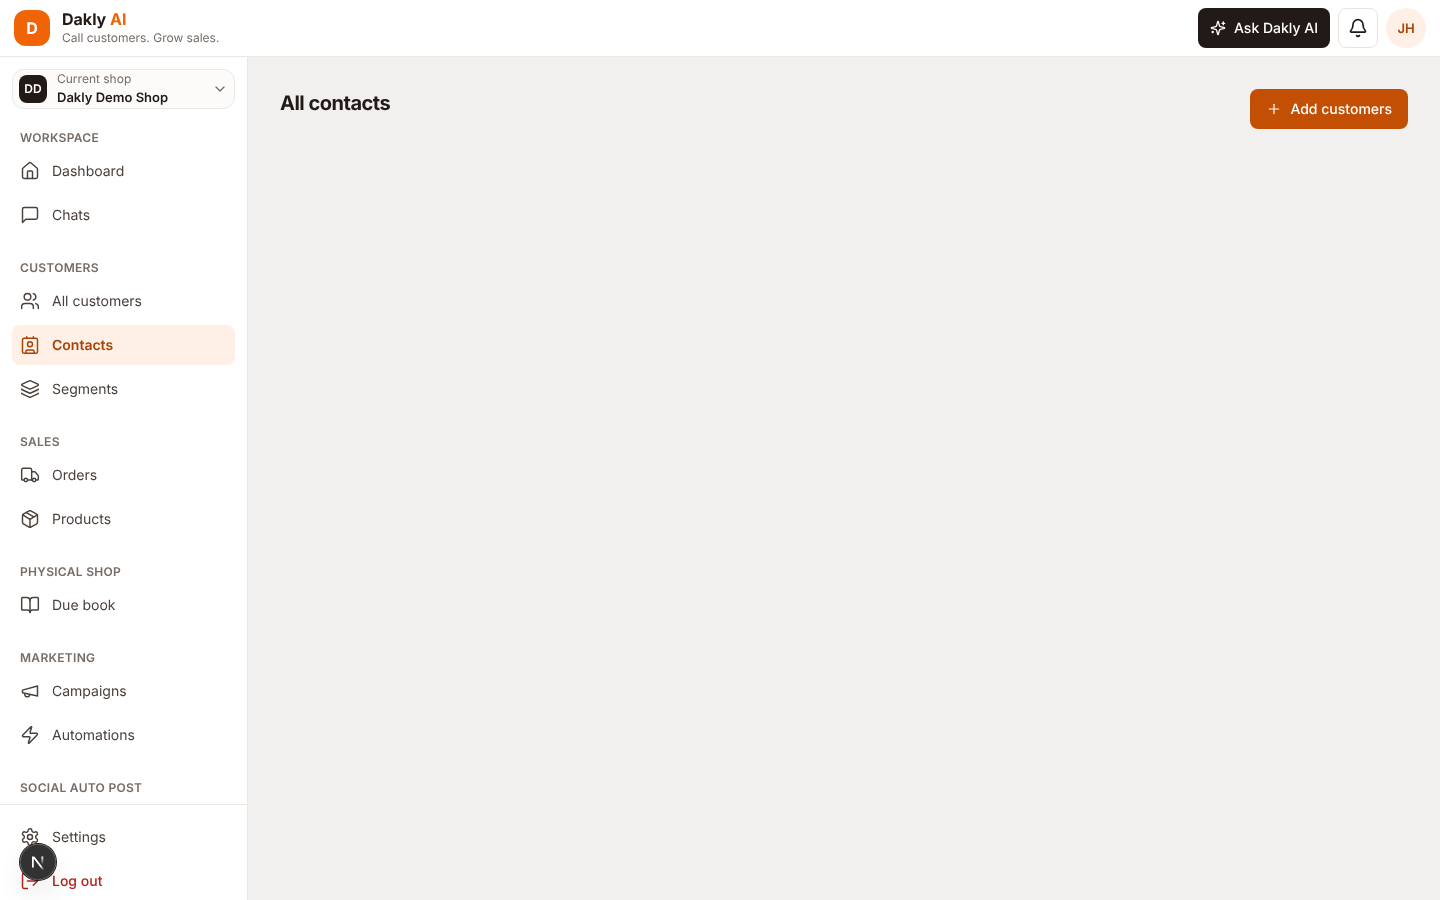 D
Dakly AI
Call customers. Grow sales.
Ask Dakly AI
JH
DD
Current shop
Dakly Demo Shop
All contacts
Add customers
WORKSPACE
Dashboard
Chats
CUSTOMERS
All customers
Contacts
Segments
SALES
Orders
Products
PHYSICAL SHOP
Due book
MARKETING
Campaigns
Automations
SOCIAL AUTO POST
Settings
N
Log out